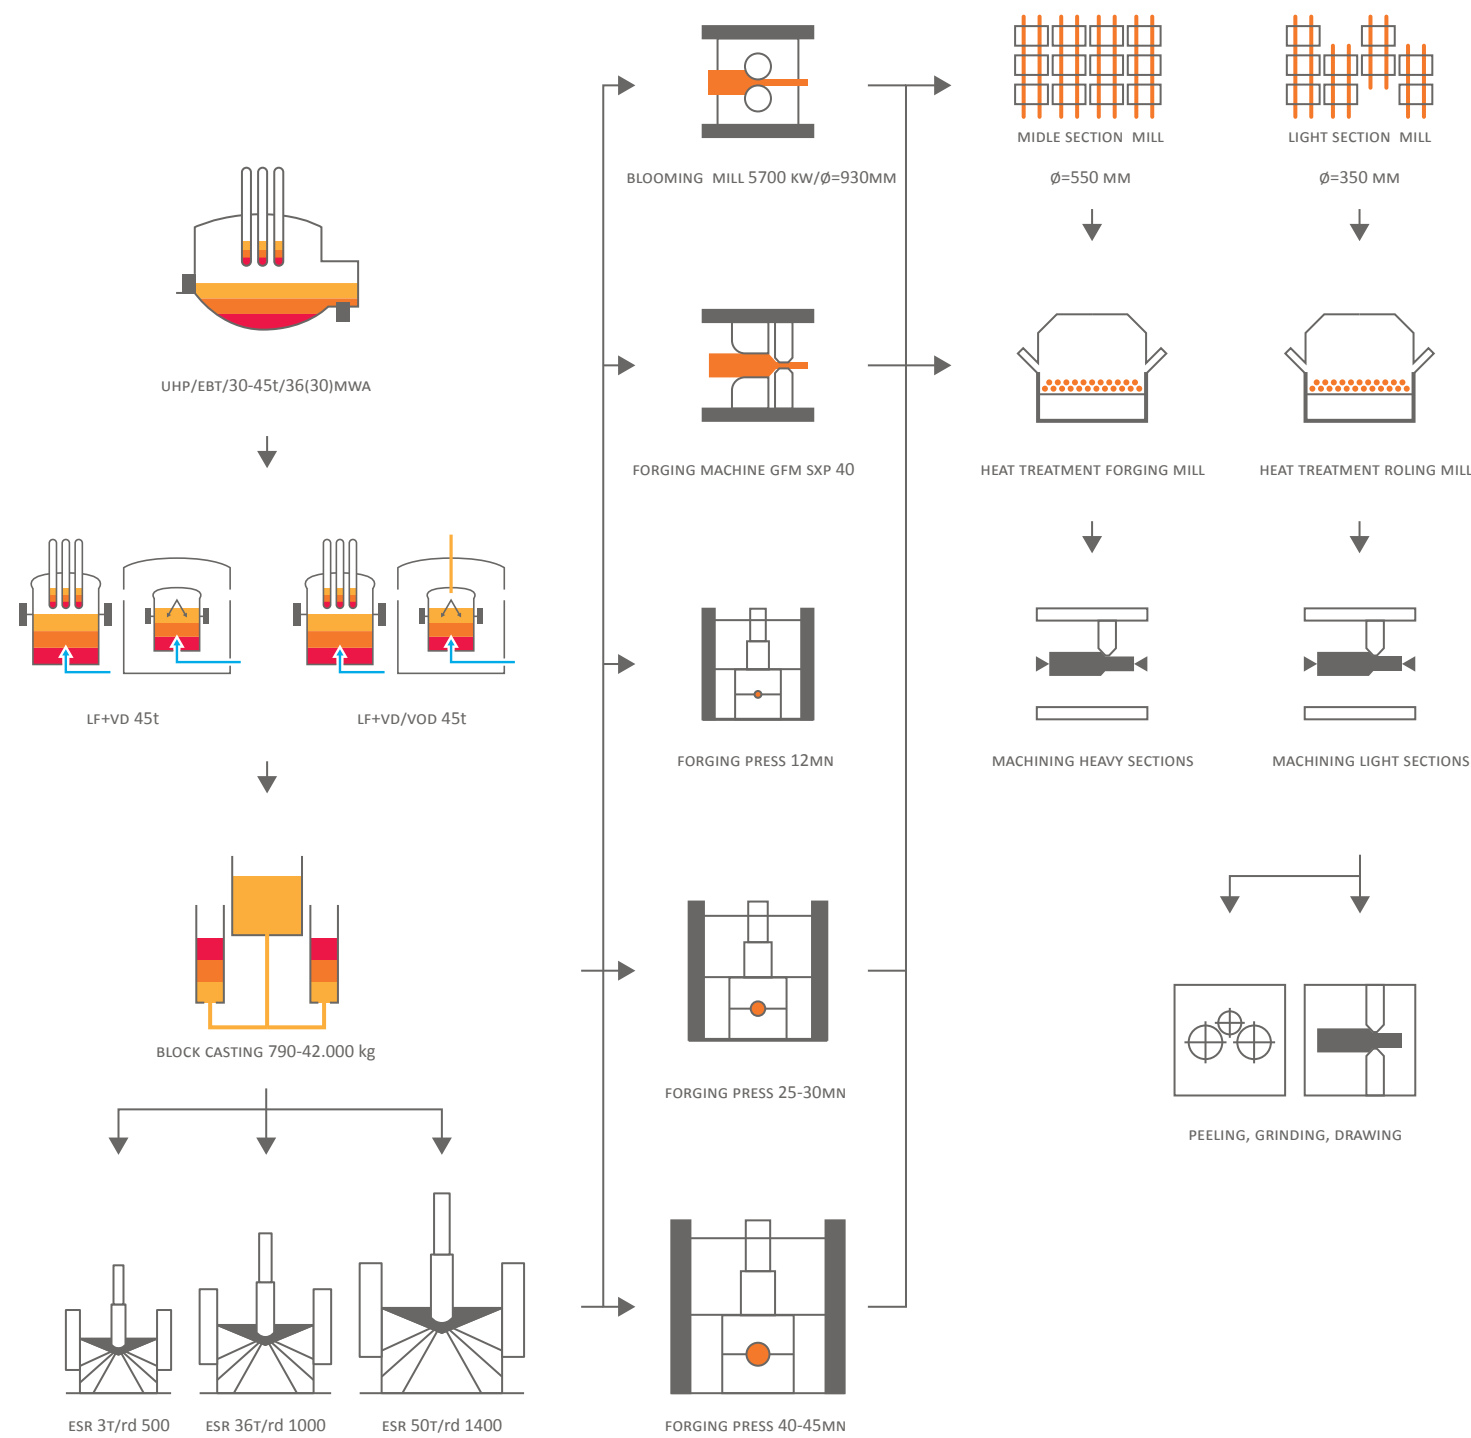 UHP/EBT/30-45t/36(30)MWA
LF+VD 45t
LF+VD/VOD 45t
BLOCK CASTING 790-42.000 kg
ESR 3T/rd 500
ESR 36T/rd 1000
ESR 50T/rd 1400
BLOOMING MILL 5700 KW/Ø=930MM
FORGING MACHINE GFM SXP 40
FORGING PRESS 12MN
FORGING PRESS 25-30MN
FORGING PRESS 40-45MN
MIDLE SECTION MILL
Ø=550 MM
HEAT TREATMENT FORGING MILL
MACHINING HEAVY SECTIONS
LIGHT SECTION MILL
Ø=350 MM
HEAT TREATMENT ROLING MILL
MACHINING LIGHT SECTIONS
PEELING, GRINDING, DRAWING